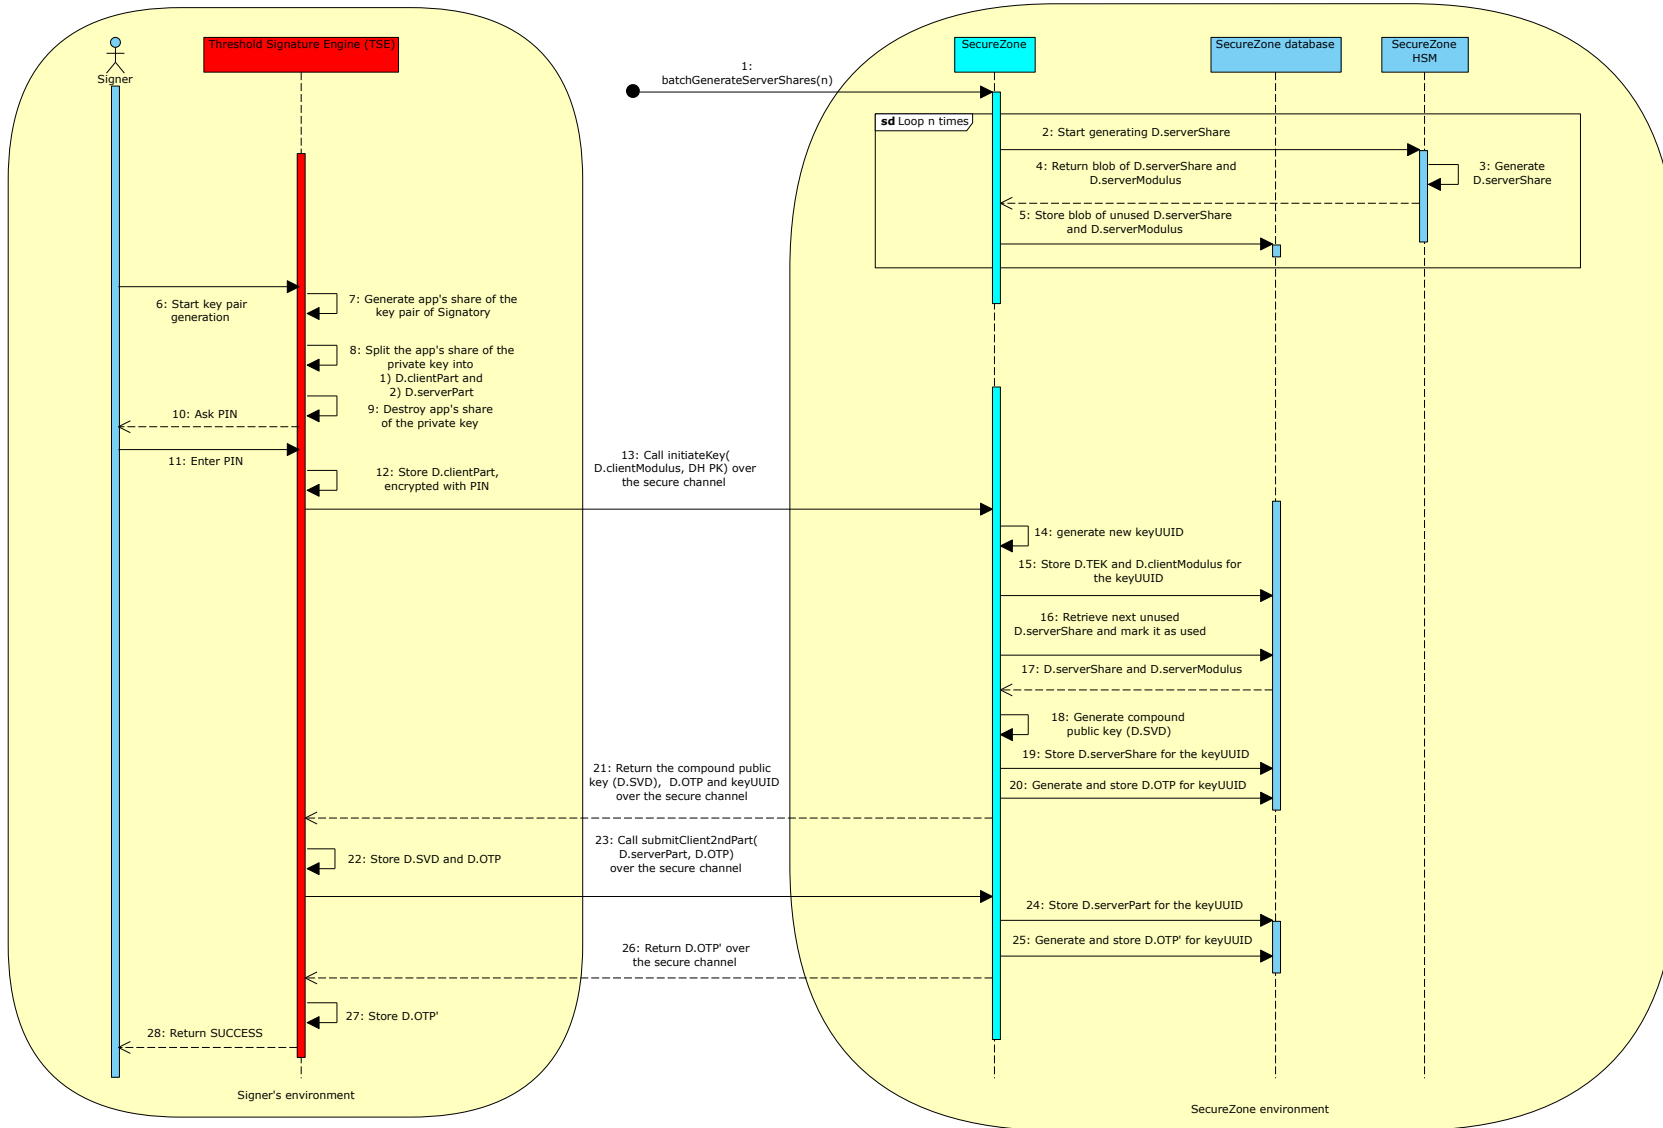 Signer
Threshold Signature Engine (TSE)
SecureZone
SecureZone database
SecureZone
HSM
1:
batchGenerateServerShares(n)
sd Loop n times
2: Start generating D.serverShare
3: Generate
D.serverShare
4: Return blob of D.serverShare and
D.serverModulus
5: Store blob of unused D.serverShare
and D.serverModulus
6: Start key pair
generation
7: Generate app's share of the
key pair of Signatory
8: Split the app's share of the
private key into
1) D.clientPart and
2) D.serverPart
9: Destroy app's share
of the private key
10: Ask PIN
11: Enter PIN
12: Store D.clientPart,
encrypted with PIN
13: Call initiateKey(
D.clientModulus, DH PK) over
the secure channel
14: generate new keyUUID
15: Store D.TEK and D.clientModulus for
the keyUUID
16: Retrieve next unused
D.serverShare and mark it as used
17: D.serverShare and D.serverModulus
18: Generate compound
public key (D.SVD)
19: Store D.serverShare for the keyUUID
20: Generate and store D.OTP for keyUUID
21: Return the compound public
key (D.SVD),  D.OTP and keyUUID
over the secure channel
22: Store D.SVD and D.OTP
23: Call submitClient2ndPart(
D.serverPart, D.OTP)
over the secure channel
24: Store D.serverPart for the keyUUID
25: Generate and store D.OTP' for keyUUID
26: Return D.OTP' over
the secure channel
27: Store D.OTP'
28: Return SUCCESS
Signer's environment
SecureZone environment